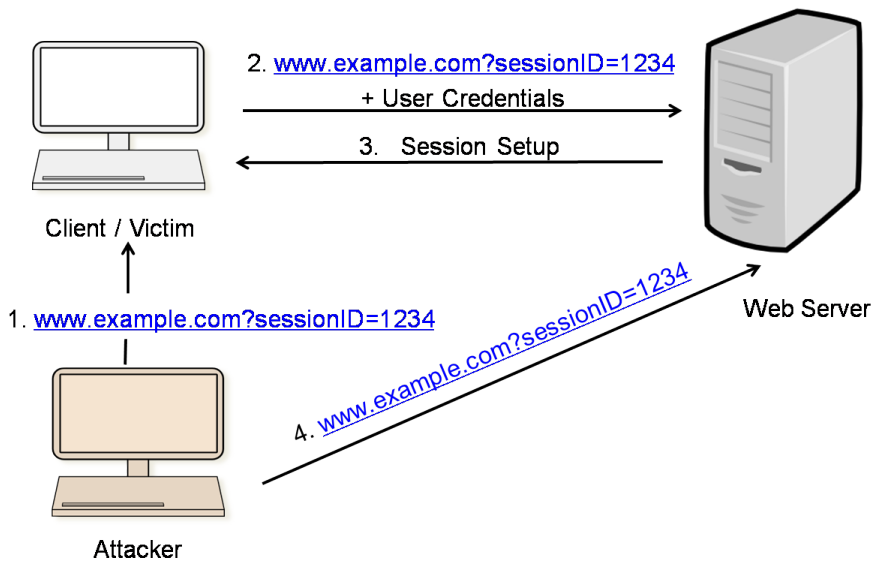 2. www.example.com?sessionID=1234
+ User Credentials
3. Session Setup
Client / Victim
1. www.example.com?sessionID=1234
4. www.example.com?sessionID=1234
Web Server
Attacker